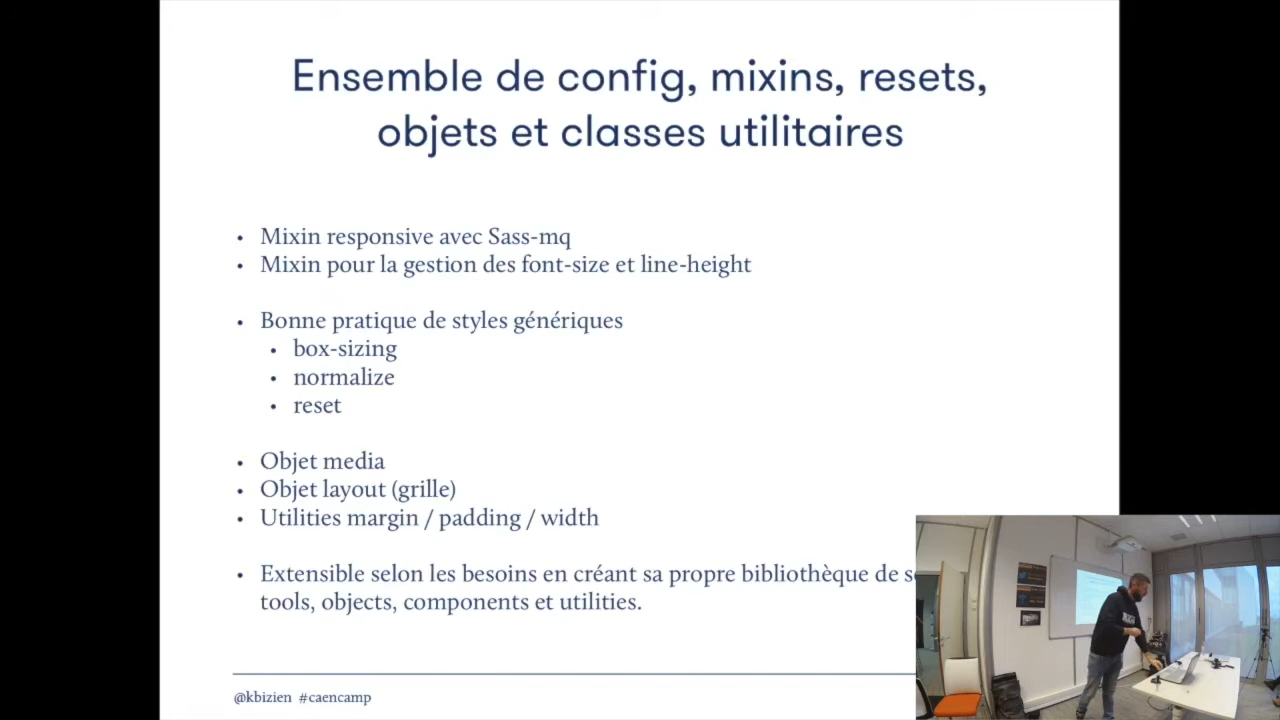 Ensemble de config, mixins, resets,
objets et classes utilitaires
• Mixin responsive avec Sass-mq
• Mixin pour la gestion des font-size et line-height
• Bonne pratique de styles génériques
• box-sizing
• normalize
• reset
• Objet media
• Objet layout (grille)
• Utilities margin / padding / width
• Extensible selon les besoins en créant sa propre bibliothèque de
tools, objects, components et utilities.
@kbizien #caencamp